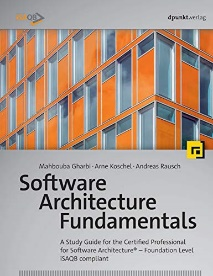 dpunkt.verlag
Mahbouba Gharbi · Arne Koschel · Andreas Rausch
Software
Architecture
Fundamentals
A Study Guide for the Certified Professional
for Software Architecture® – Foundation Level
iSAQB compliant